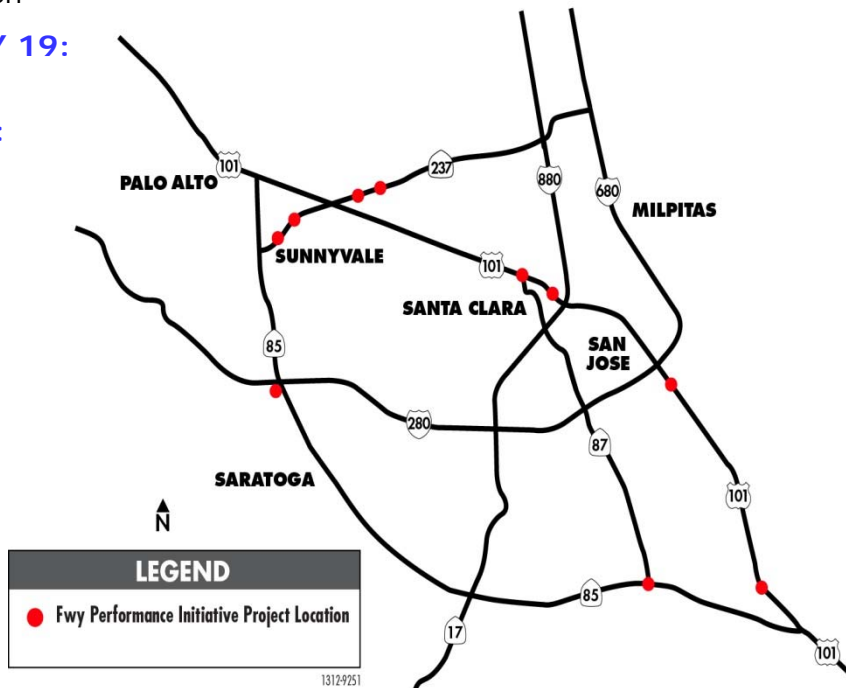 Y 19:
:
101
PALO ALTO
237
880
680
MILPITAS
SUNNYVALE
101
SANTA CLARA
SAN
JOSE
85
280
87
SARATOGA
N
101
LEGEND
Fwy Performance Initiative Project Location
85
17
101
1312-9251